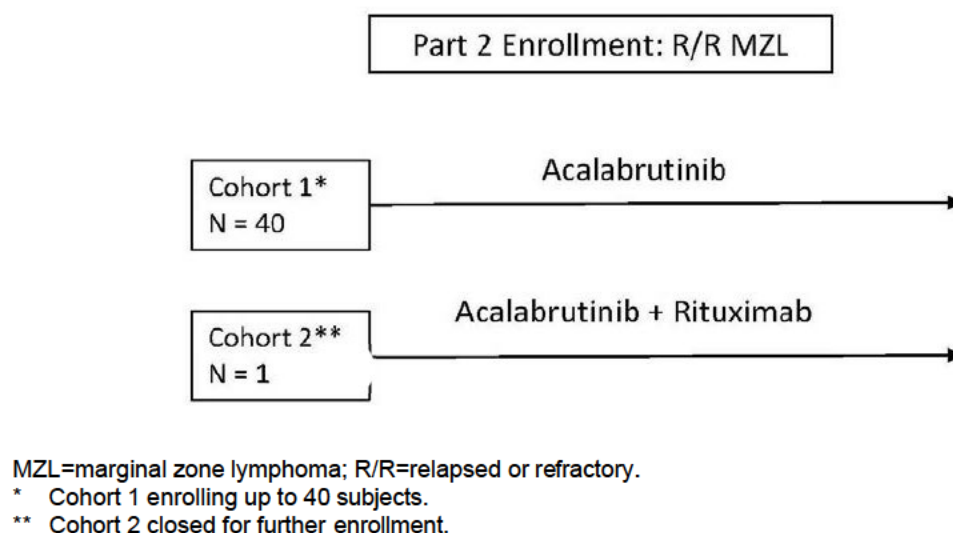 Part 2 Enrollment: R/R MZL
Cohort 1*
N = 40
Acalabrutinib
Cohort 2**
N = 1
Acalabrutinib + Rituximab
MZL=marginal zone lymphoma; R/R=relapsed or refractory.
* Cohort 1 enrolling up to 40 subjects.
** Cohort 2 closed for further enrollment.